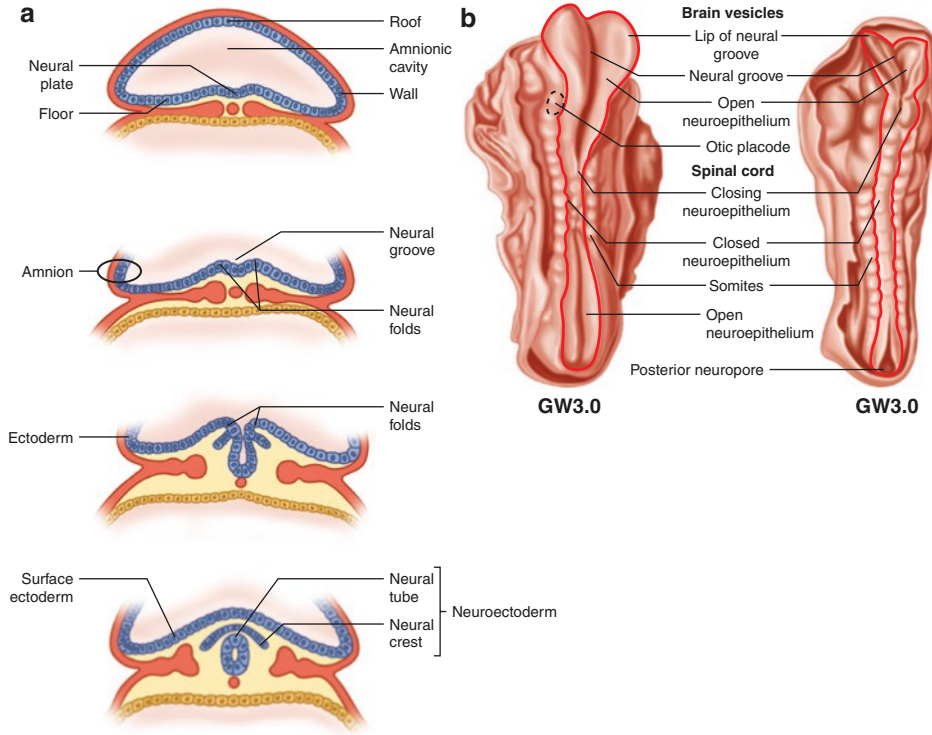 a
Roof
Amnionic
cavity
Neural
plate
Wall
Floor
Neural
groove
Amnion
Neural
folds
Neural
folds
Ectoderm
Surface
ectoderm
Neural
tube
Neuroectoderm
Neural
crest
b
Brain vesicles
Lip of neural
groove
Neural groove
Open
neuroepithelium
Otic placode
Spinal cord
Closing
neuroepithelium
Closed
neuroepithelium
Somites
Open
neuroepithelium
Posterior neuropore
GW3.0
GW3.0